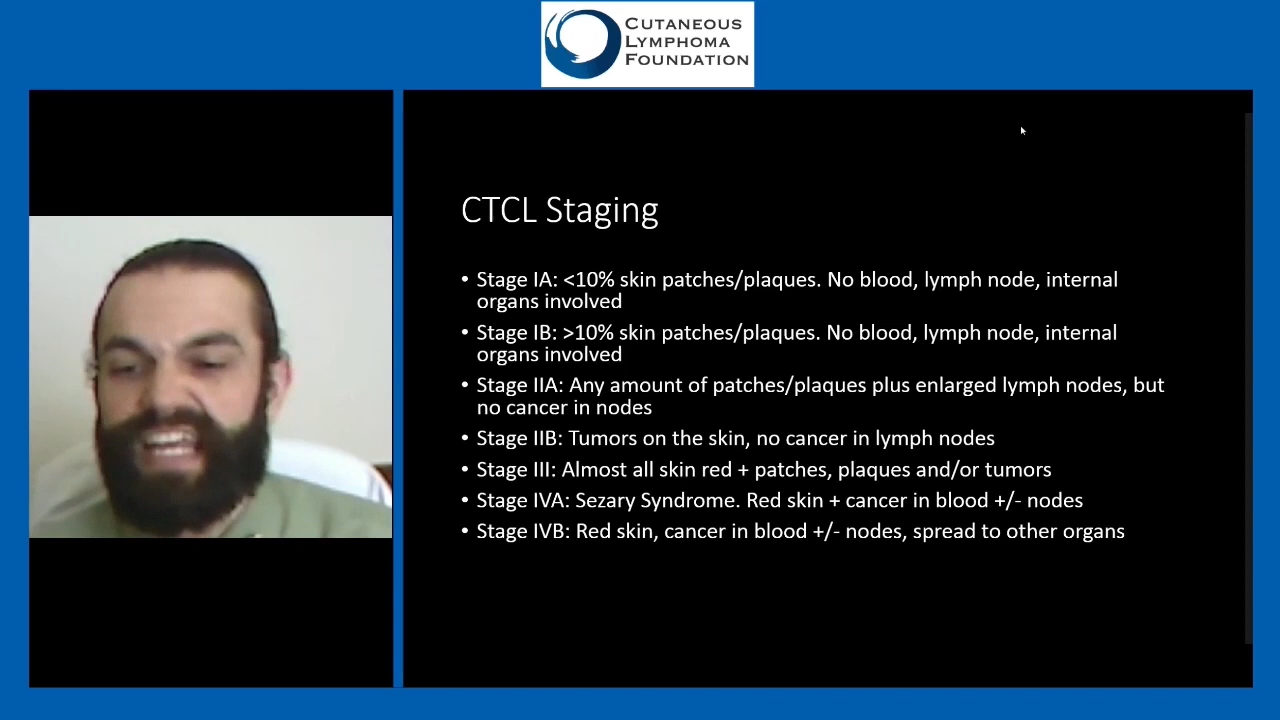 CUTANEOUS
LYMPHOMA
FOUNDATION
CTCL Staging
• Stage IA: <10% skin patches/plaques. No blood, lymph node, internal
organs involved
• Stage IB: >10% skin patches/plaques. No blood, lymph node, internal
organs involved
• Stage IIA: Any amount of patches/plaques plus enlarged lymph nodes, but
no cancer in nodes
• Stage IIB: Tumors on the skin, no cancer in lymph nodes
• Stage III: Almost all skin red + patches, plaques and/or tumors
• Stage IVA: Sezary Syndrome. Red skin + cancer in blood +/- nodes
• Stage IVB: Red skin, cancer in blood +/- nodes, spread to other organs